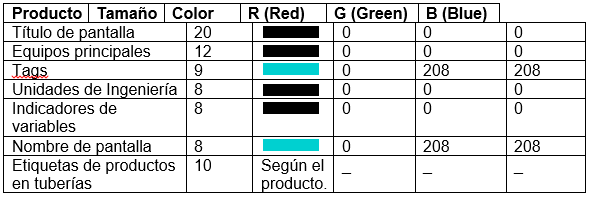 Producto Tamaño Color R (Red) G (Green) B (Blue)
Título de pantalla 20 0 0 0
Equipos principales 12 0 0 0
Tags 9 0 208 208
Unidades de Ingeniería 8 0 0 0
Indicadores de variables 8 0 0 0
Nombre de pantalla 8 0 208 208
Etiquetas de productos en tuberías 10 Según el producto. _ _ _